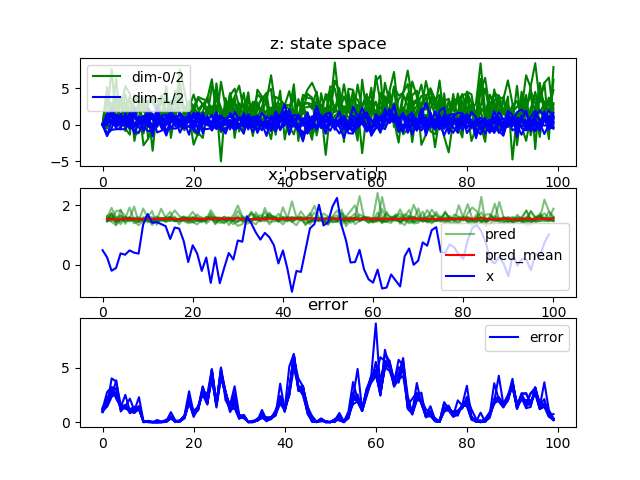 z: state space
dim-0/2
dim-1/2
5
0
−5
0
20
40
60
80
100
x: observation
2
0
pred
pred_mean
x
0
20
40
60
80
100
error
error
5
0
0
20
40
60
80
100